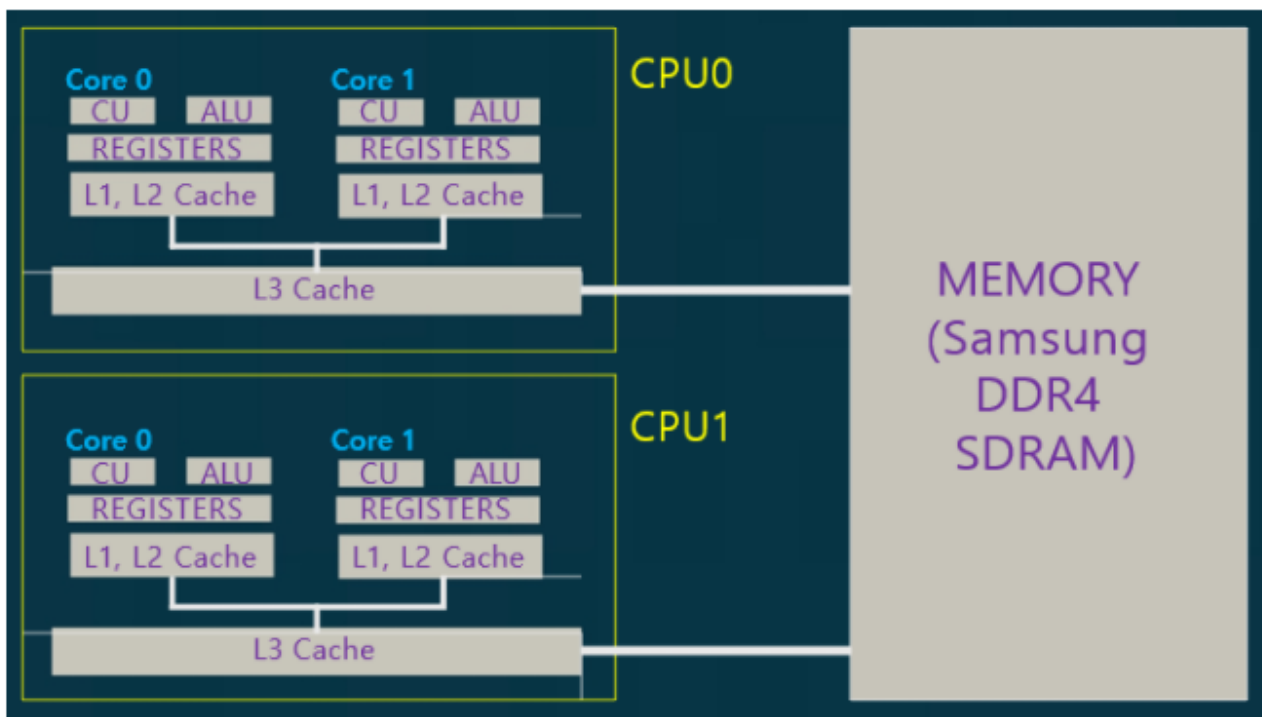 CPU0
Core 0
CU
ALU
REGISTERS
L1, L2 Cache
Core 1
CU
ALU
REGISTERS
L1, L2 Cache
L3 Cache
CPU1
Core 0
CU
ALU
REGISTERS
L1, L2 Cache
Core 1
CU
ALU
REGISTERS
L1, L2 Cache
L3 Cache
MEMORY
(Samsung
DDR4
SDRAM)